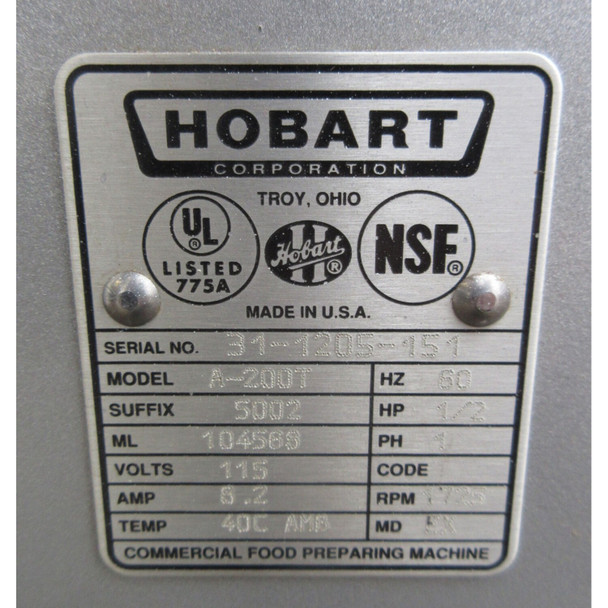 HOBART
CORPORATION
TROY, OHIO
UL
®
LISTED
775A
Hobart
®
NSF®
MADE IN U.S.A.
SERIAL NO. 31-1205-151
MODEL A-200T HZ 60
SUFFIX 5002 HP 1/2
ML 104568 PH 1
VOLTS 115 CODE
AMP 8.2 RPM 1725
TEMP 40C AMB MD
COMMERCIAL FOOD PREPARING MACHINE